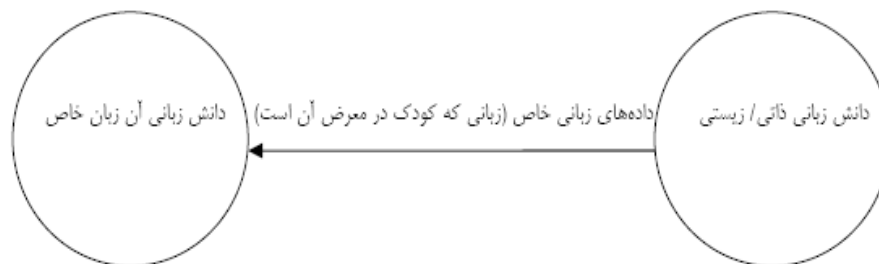 دانش زبانی ذاتی/ زیستی
داده‌های زبانی خاص (زبانی که کودک در معرض آن است)
دانش زبانی آن زبان خاص